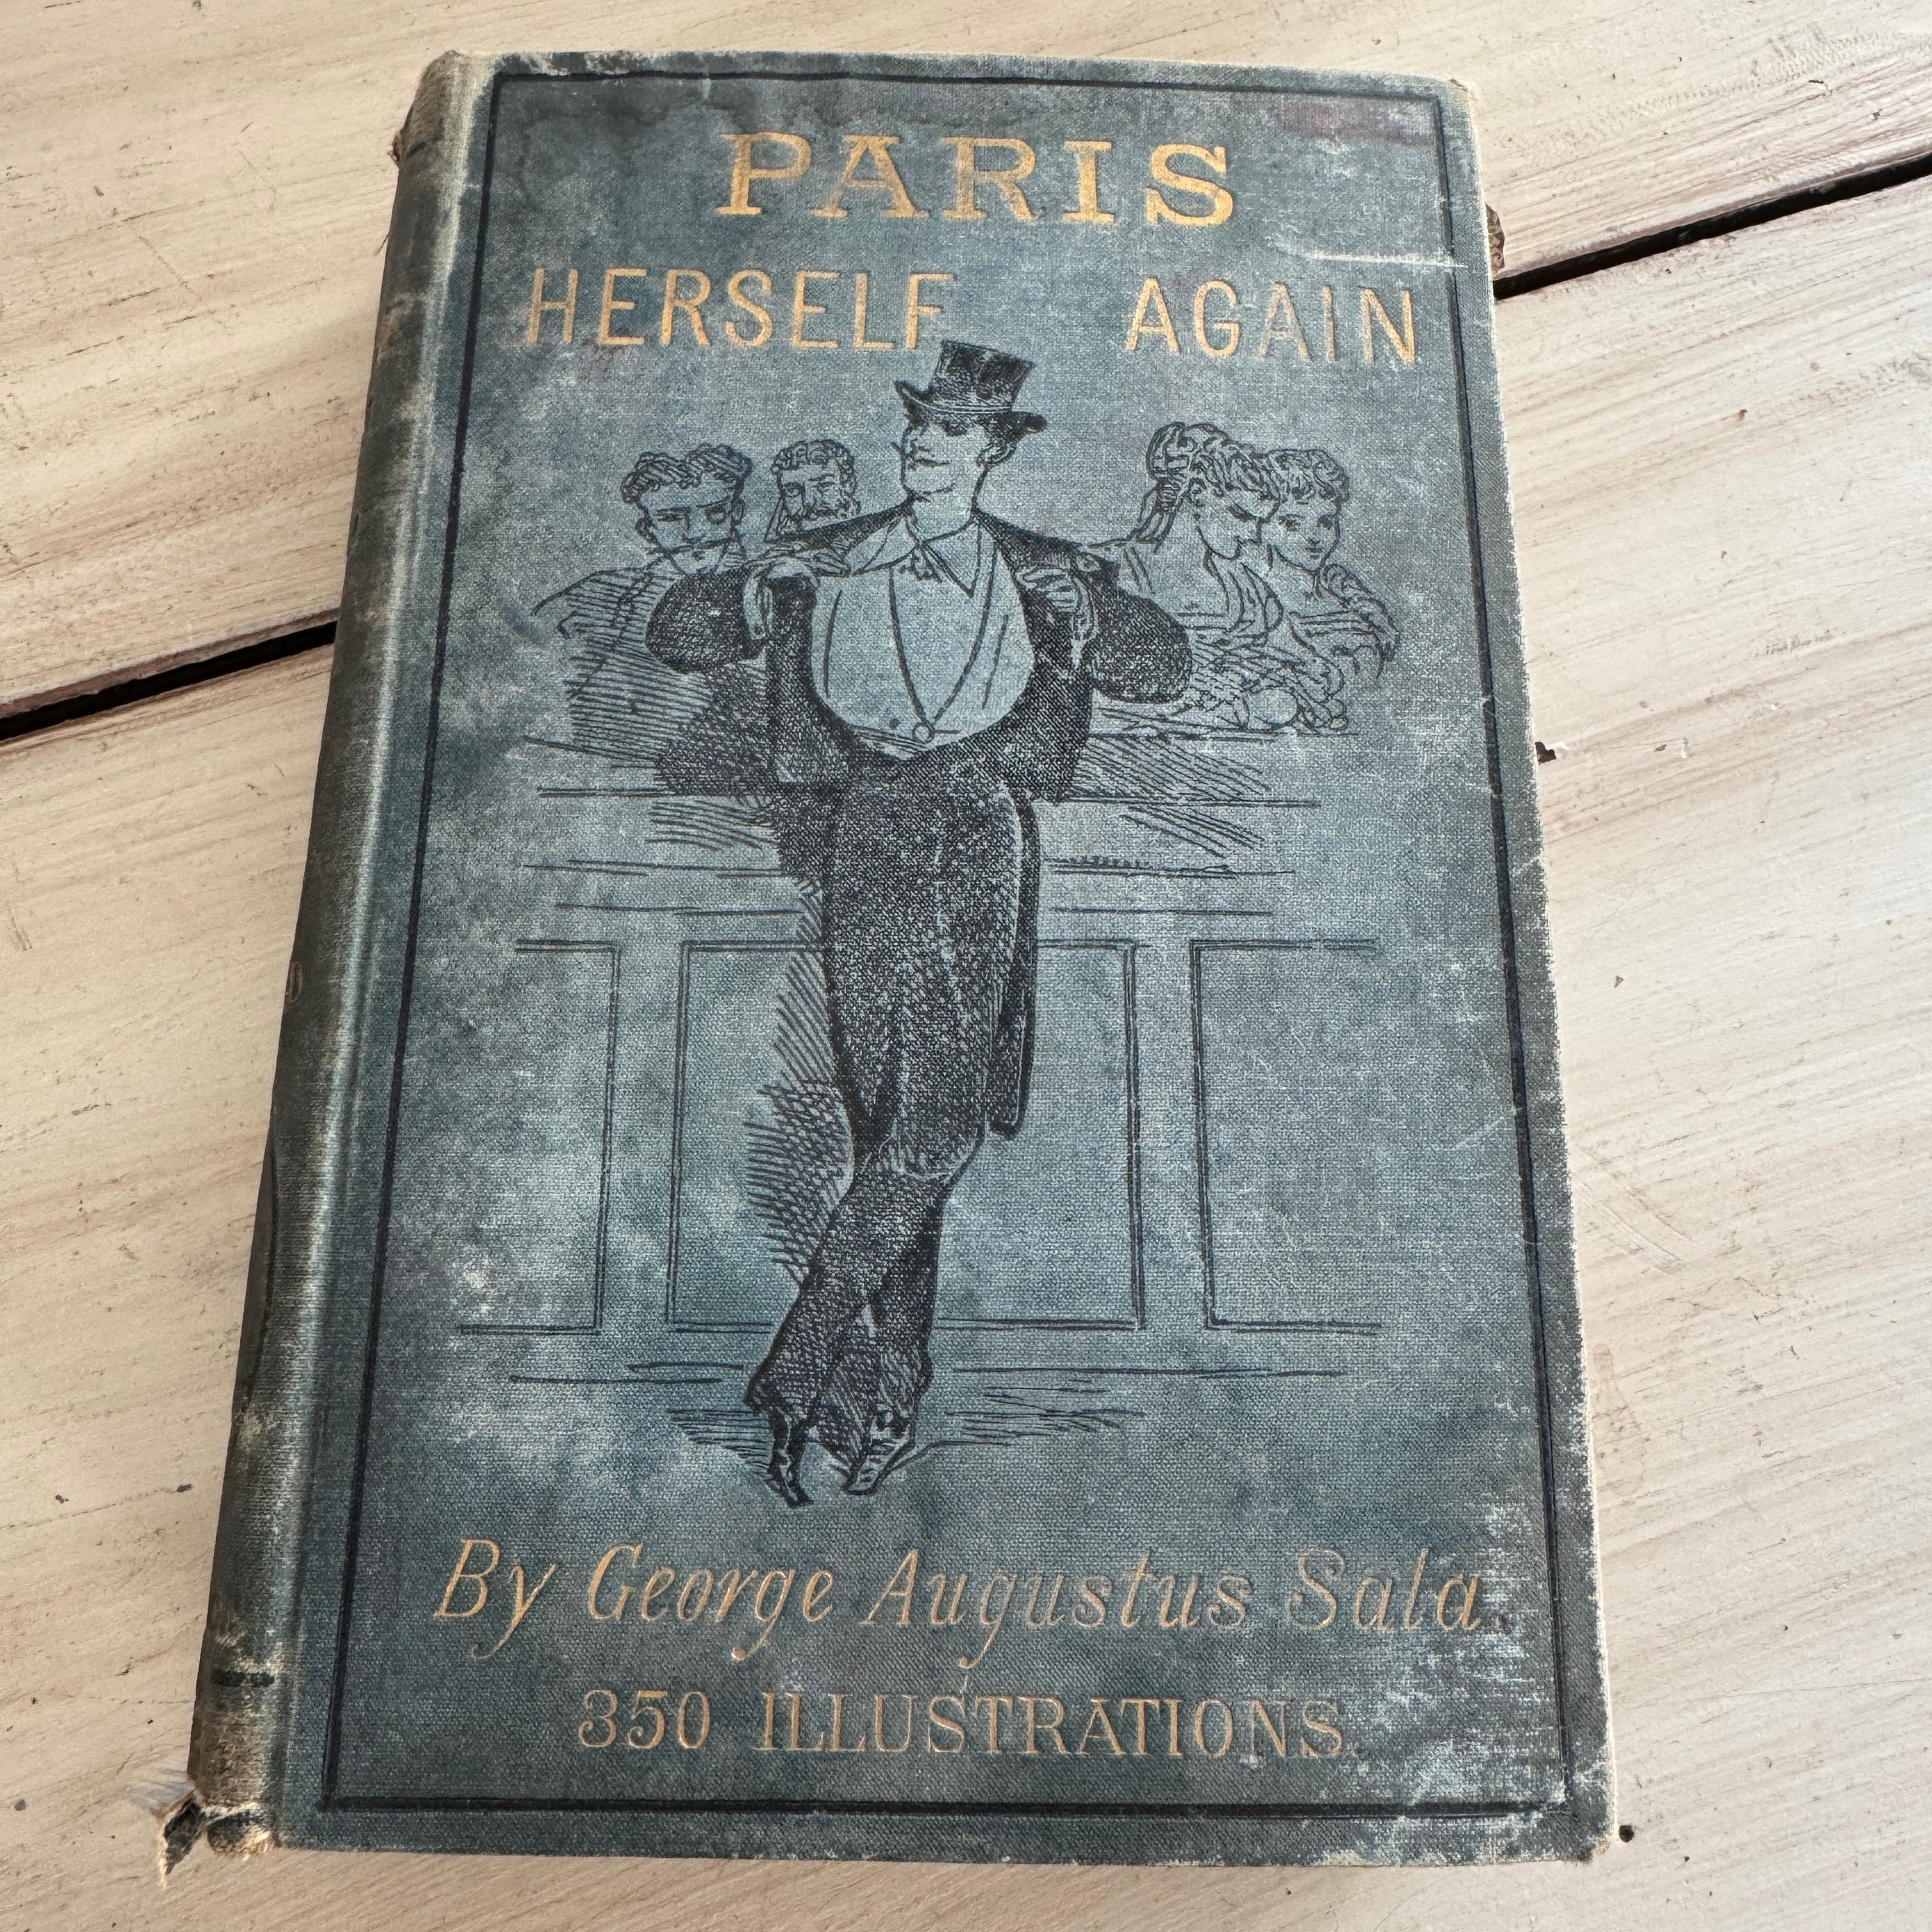 PARIS
HERSELF AGAIN
By George Augustus Sala.
350 ILLUSTRATIONS.